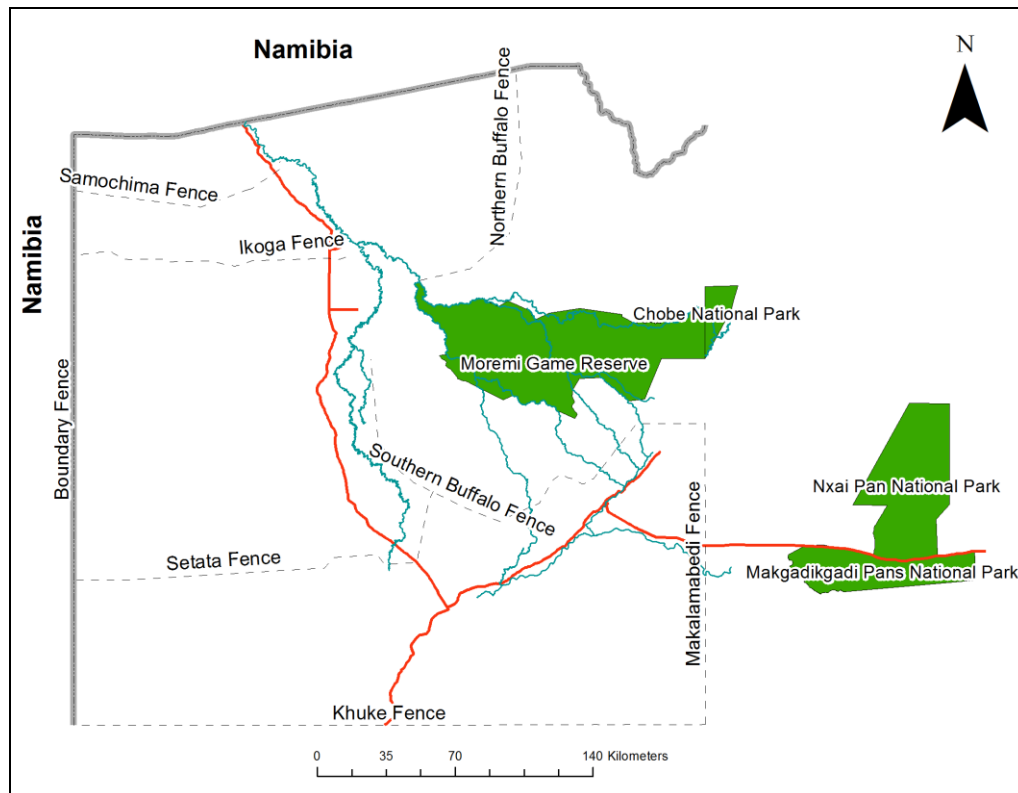 Namibia
N
Northern Buffalo Fence
Samochima Fence
Namibia
Ikoga Fence
Chobe National Park
Moremi Game Reserve
Boundary Fence
Southern Buffalo Fence
Nxai Pan National Park
Setata Fence
Makalamabedi Fence
Makgadikgadi Pans National Park
Khuke Fence
0 35 70 140 Kilometers